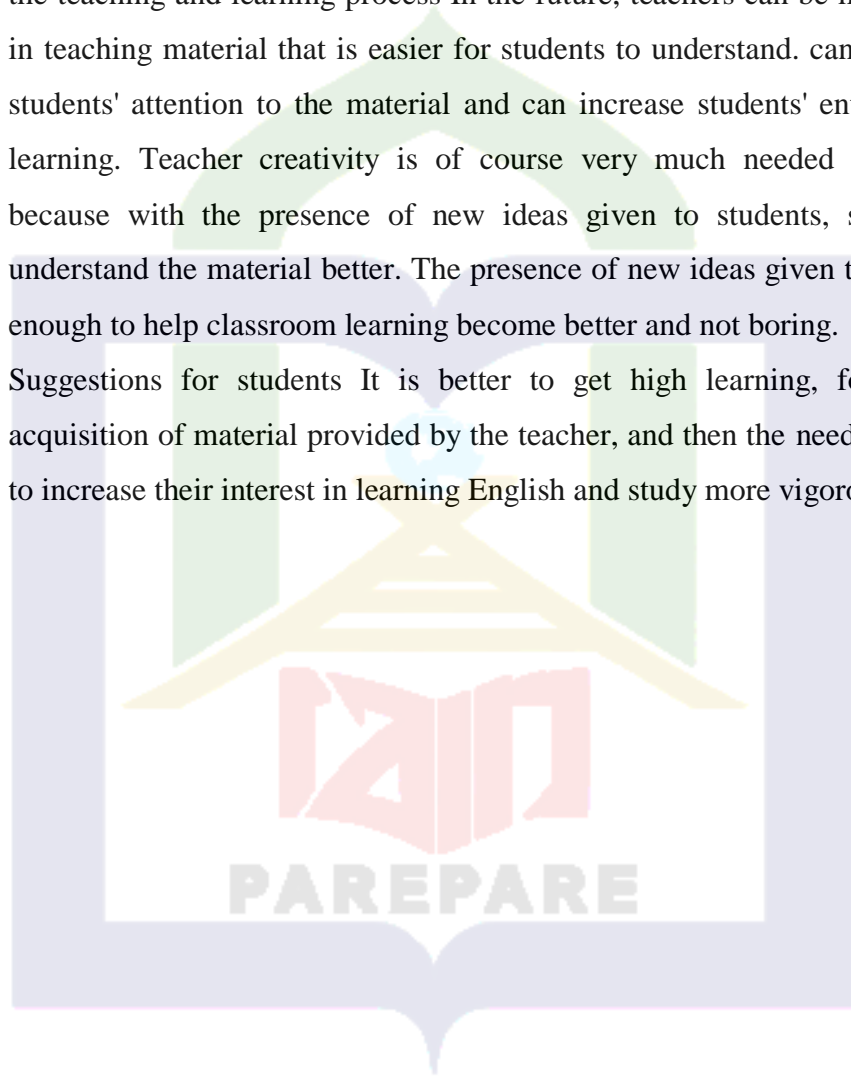 the teaching and learning process In the future, teachers can be
in teaching material that is easier for students to understand. can
students' attention to the material and can increase students'
learning. Teacher creativity is of course very much needed
because with the presence of new ideas given to students,
understand the material better. The presence of new ideas given
enough to help classroom learning become better and not boring.
Suggestions for students It is better to get high learning,
acquisition of material provided by the teacher, and then the need
to increase their interest in learning English and study more
PAREPARE